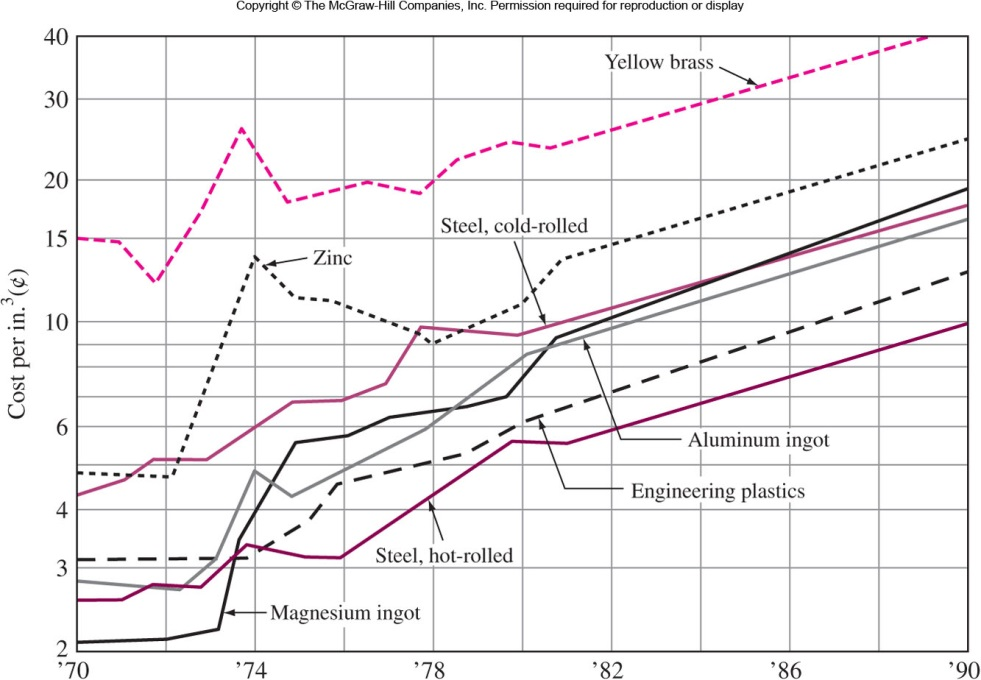 Copyright © The McGraw-Hill Companies, Inc. Permission required for reproduction or display
40
Yellow brass
30
20
Steel, cold-rolled
15
Zinc
Cost per in.³(¢)
10
6
Aluminum ingot
Engineering plastics
4
Steel, hot-rolled
3
Magnesium ingot
2
’70 ’74 ’78 ’82 ’86 ’90